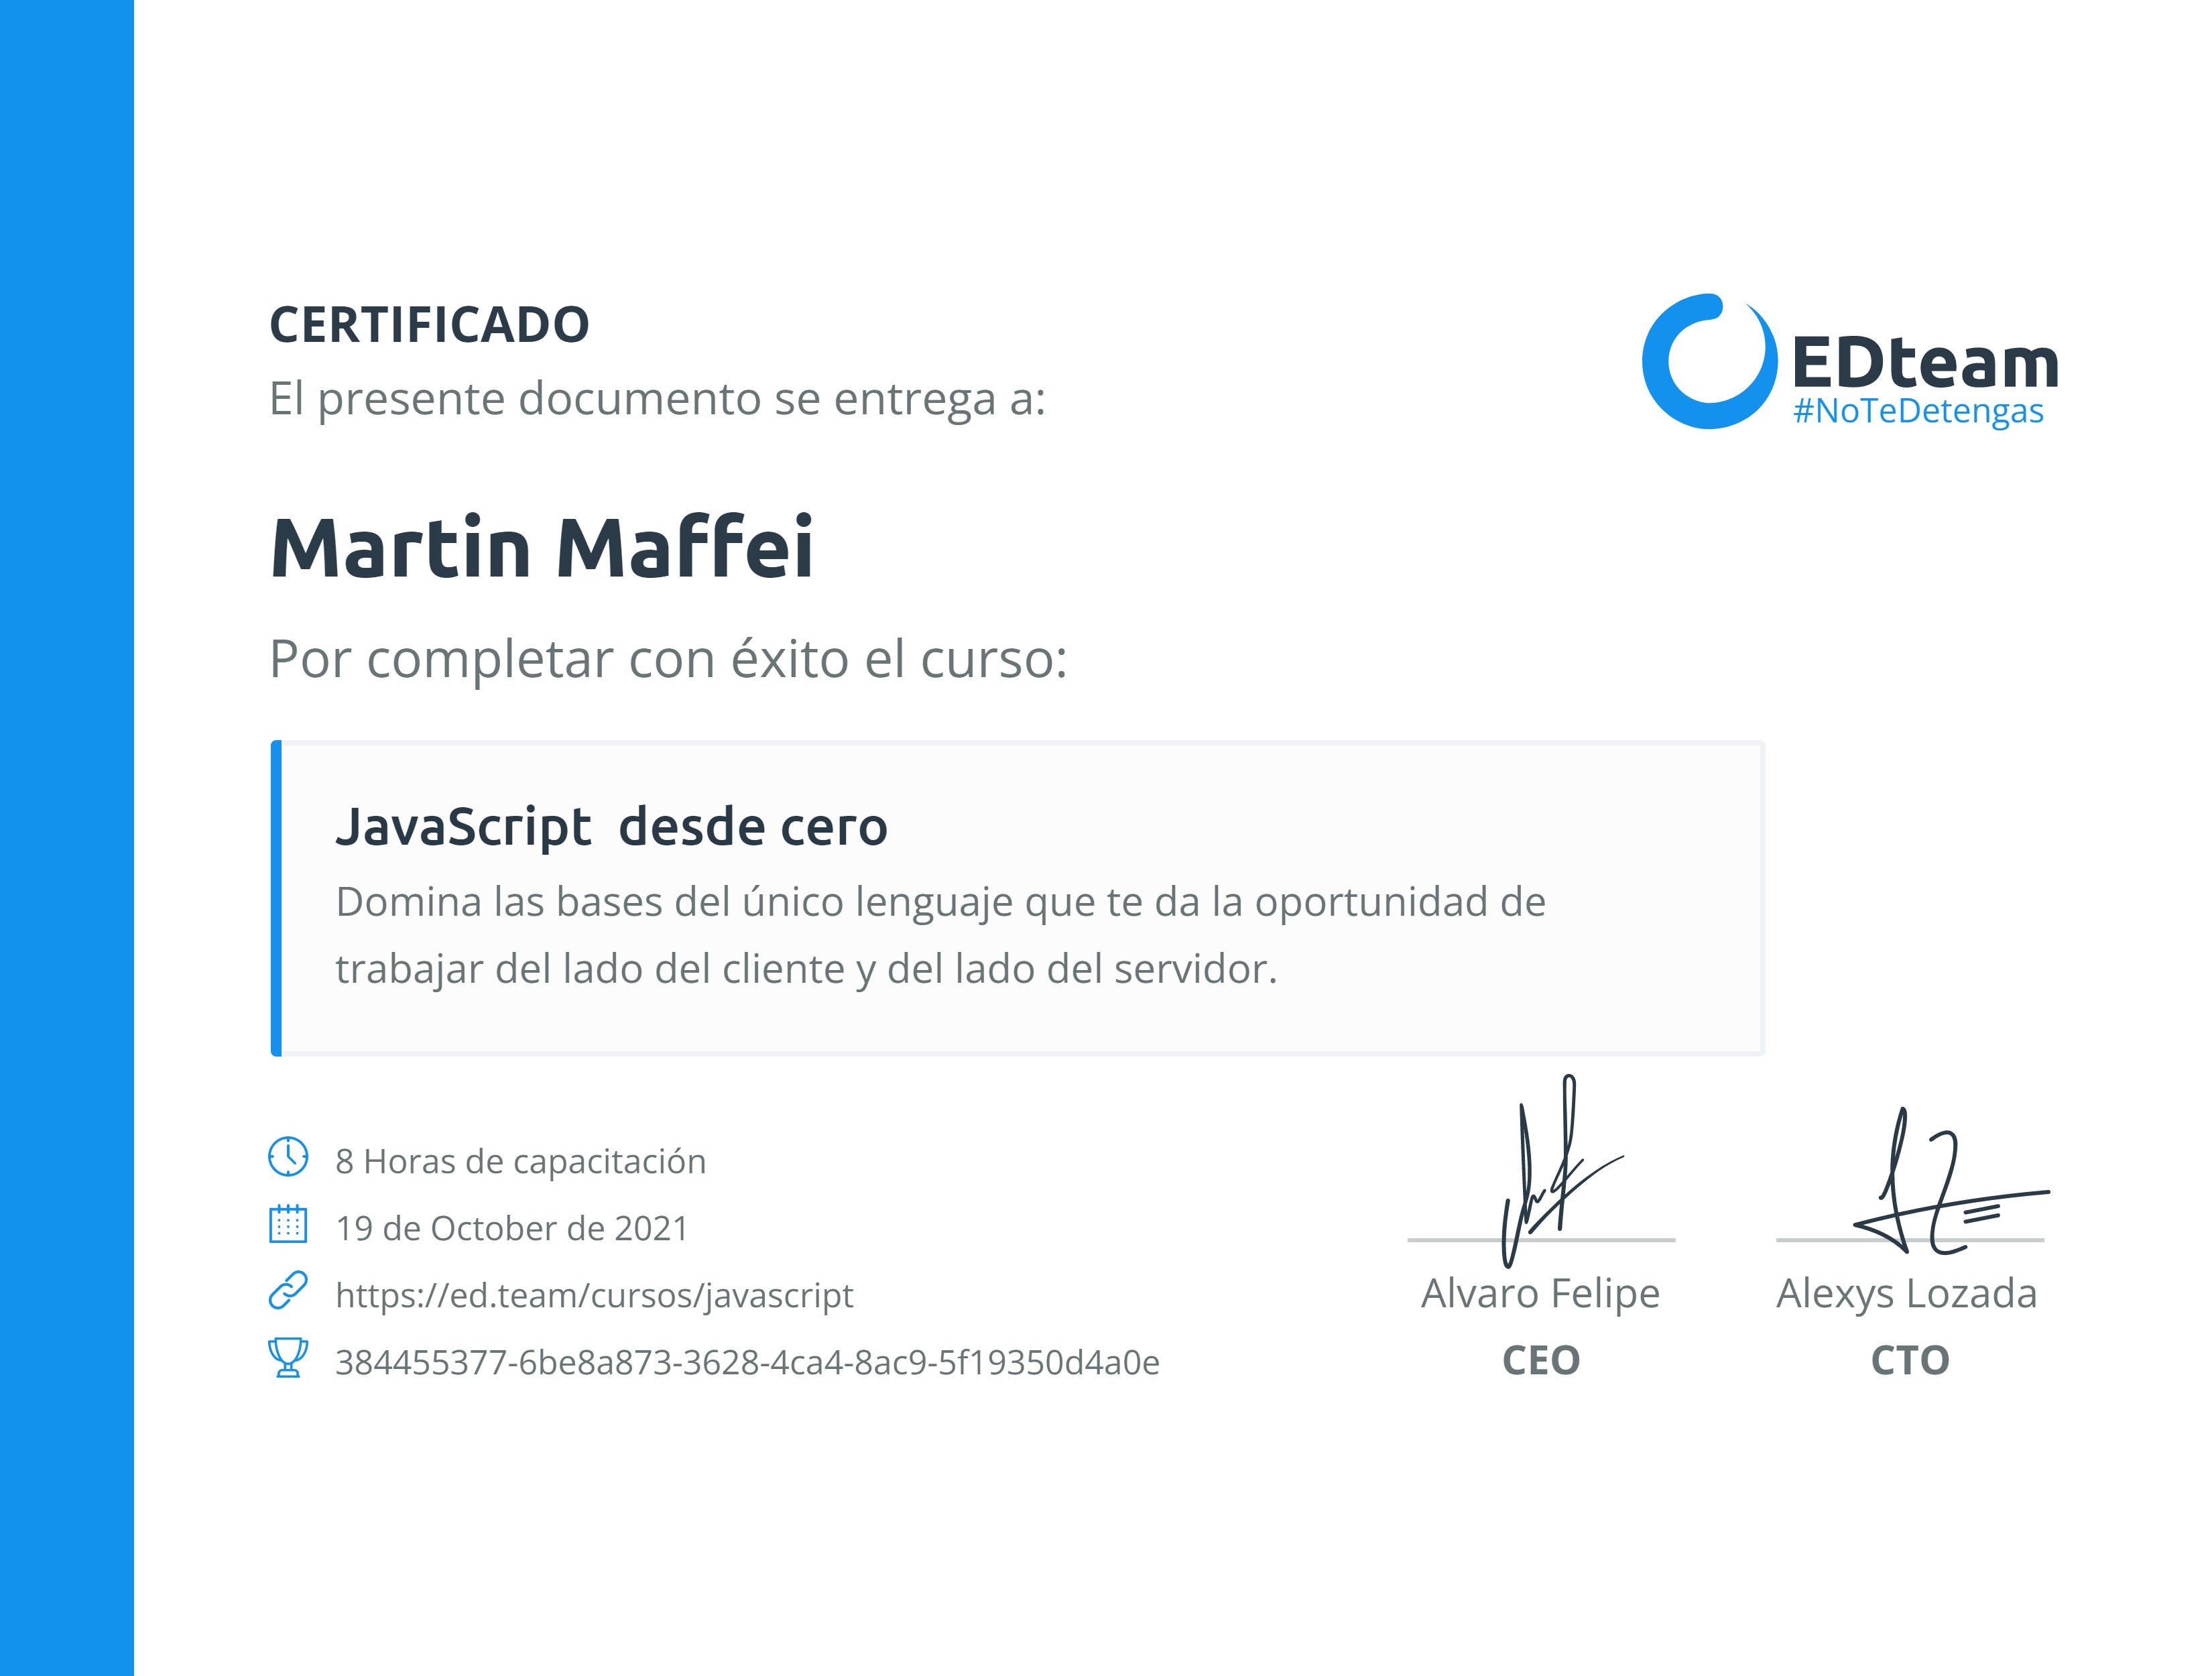 CERTIFICADO
El presente documento se entrega a:
EDteam
#NoTeDetengas
Martin Maffei
Por completar con éxito el curso:
JavaScript  desde cero
Domina las bases del único lenguaje que te da la oportunidad de
trabajar del lado del cliente y del lado del servidor.
8 Horas de capacitación
19 de October de 2021
https://ed.team/cursos/javascript
384455377-6be8a873-3628-4ca4-8ac9-5f19350d4a0e
Alvaro Felipe
CEO
Alexys Lozada
CTO